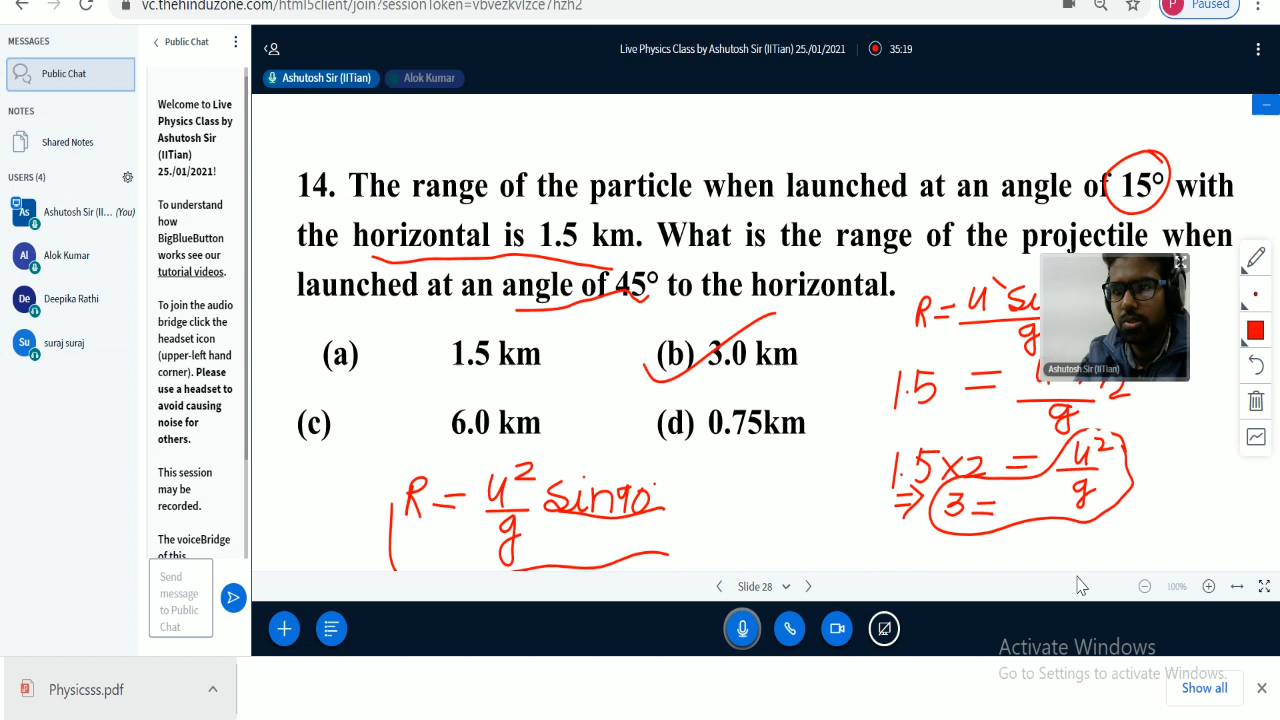 vc.thehinduzone.com/html5client/join?sessionToken=vbvezkvlzce7hzh2
P Paused
MESSAGES
Public Chat
NOTES
Shared Notes
USERS (4)
As Ashutosh Sir (II... (You)
Al Alok Kumar
De Deepika Rathi
Su suraj suraj
Public Chat
Welcome to Live
Physics Class by
Ashutosh Sir
(IITian)
25./01/2021!
To understand
how
BigBlueButton
works see our
tutorial videos.
To join the audio
bridge click the
headset icon
(upper-left hand
corner). Please
use a headset to
avoid causing
noise for
others.
This session
may be
recorded.
The voiceBridge
of this
Send
message
to Public
Chat
Live Physics Class by Ashutosh Sir (IITian) 25./01/2021
35:19
Ashutosh Sir (IITian)
Alok Kumar
14. The range of the particle when launched at an angle of 15° with
the horizontal is 1.5 km. What is the range of the projectile when
launched at an angle of 45° to the horizontal.
(a) 1.5 km (b) 3.0 km
(c) 6.0 km (d) 0.75km
R = u² sin90
g
R =
g
1.5 =
g
2
1.5×2 = u²
g
⇒ 3 =
Ashutosh Sir (IITian)
Slide 28
100%
Activate Windows
Go to Settings to activate Windows.
Physicsss.pdf
Show all